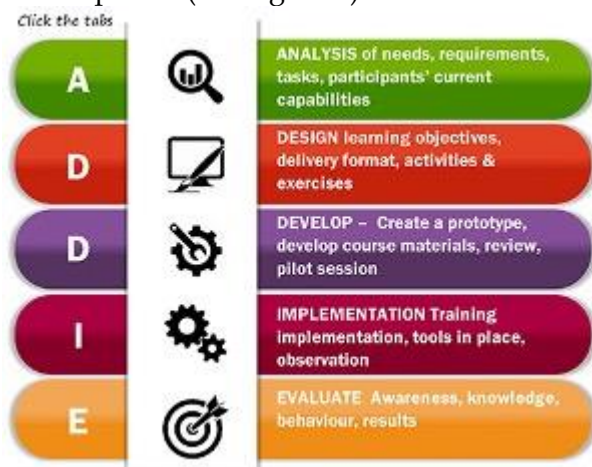 Click the tabs
A
ANALYSIS of needs, requirements,
tasks, participants' current
capabilities
D
DESIGN learning objectives,
delivery format, activities &
exercises
D
DEVELOP – Create a prototype,
develop course materials, review,
pilot session
I
IMPLEMENTATION Training
implementation, tools in place,
observation
E
EVALUATE Awareness, knowledge,
behaviour, results